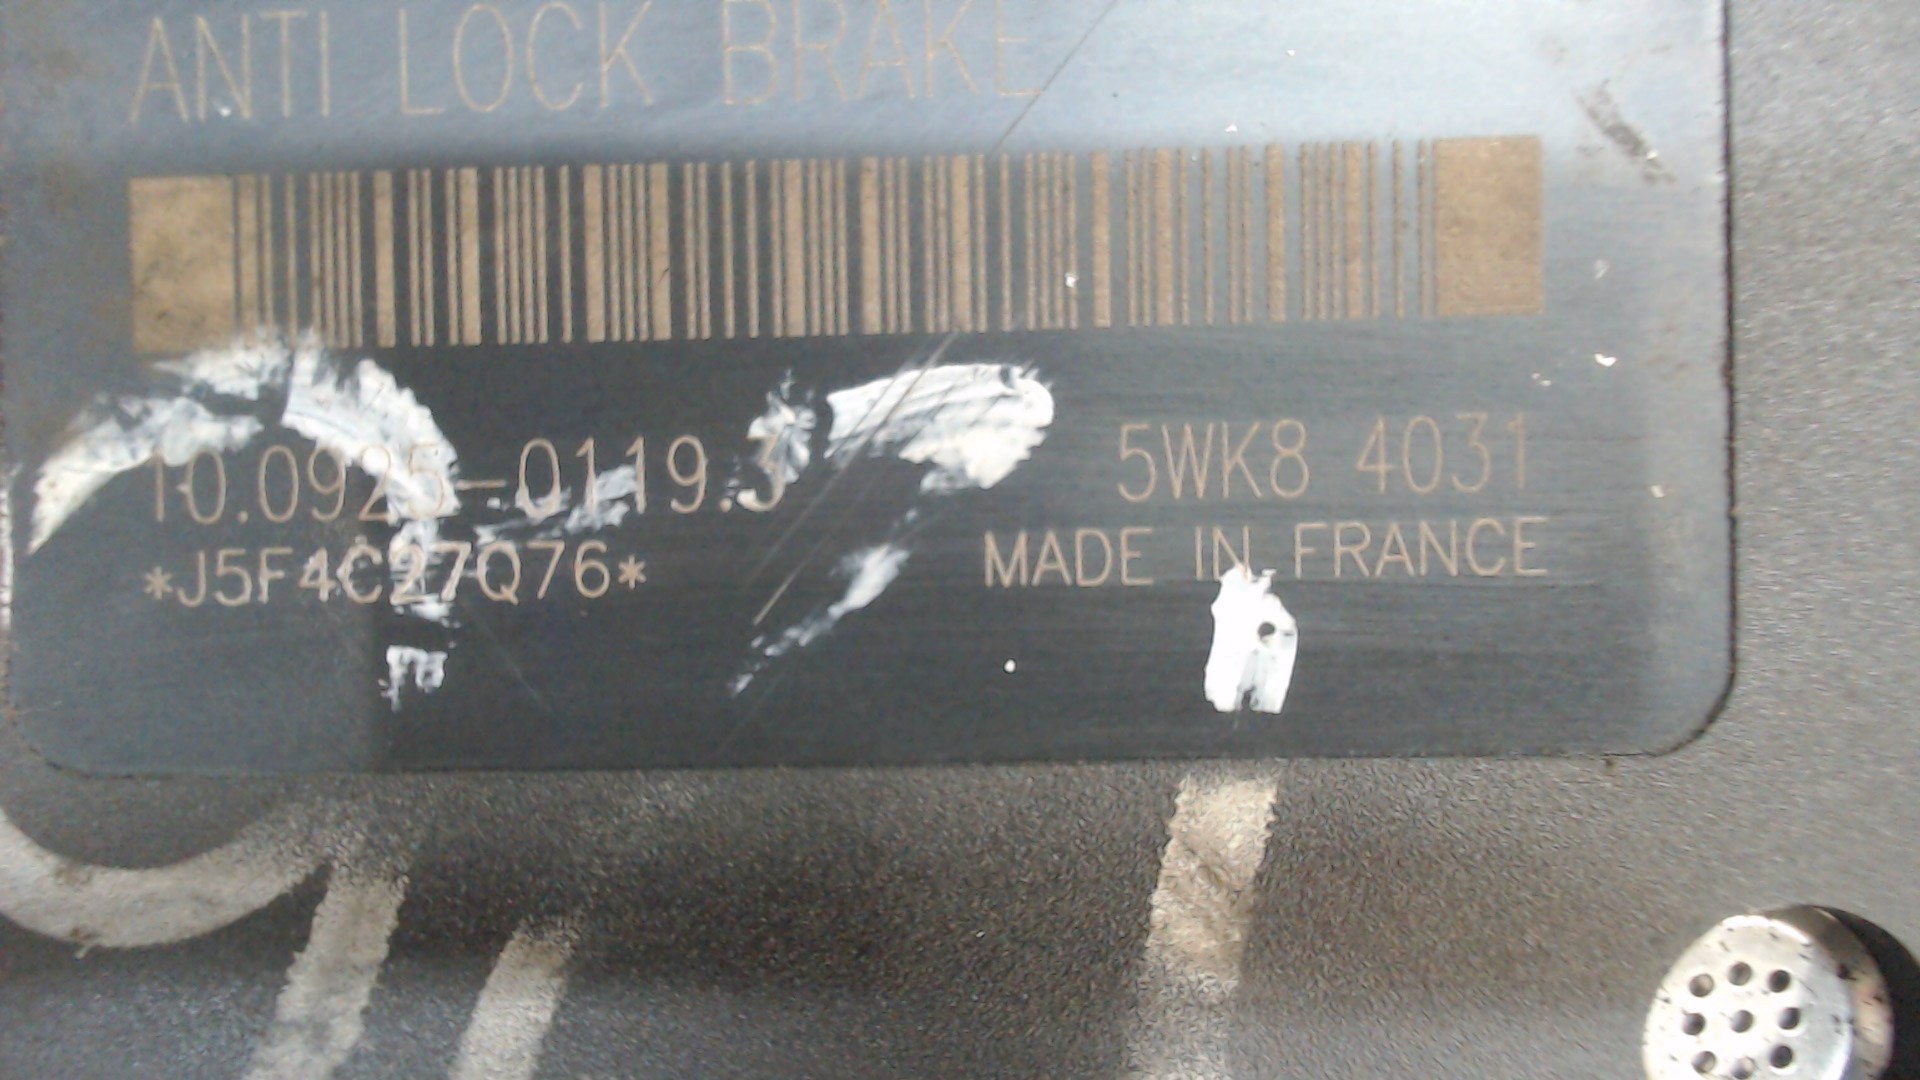 ANTI LOCK BRAKE
10.0925-0119.3 5WK8 4031
*J5F4C27Q76* MADE IN FRANCE